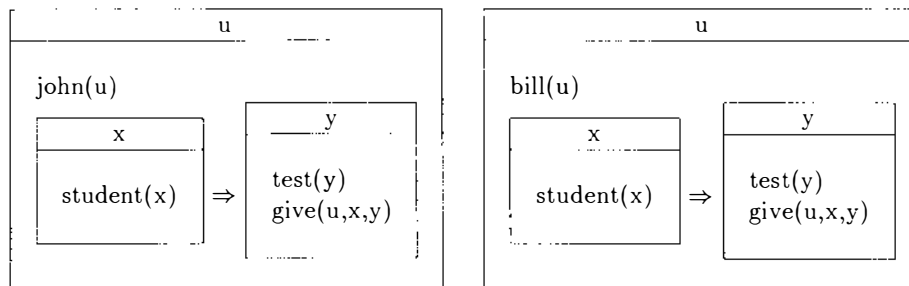 u
john(u)
x
student(x)
⇒
y
test(y)
give(u,x,y)
u
bill(u)
x
student(x)
⇒
y
test(y)
give(u,x,y)